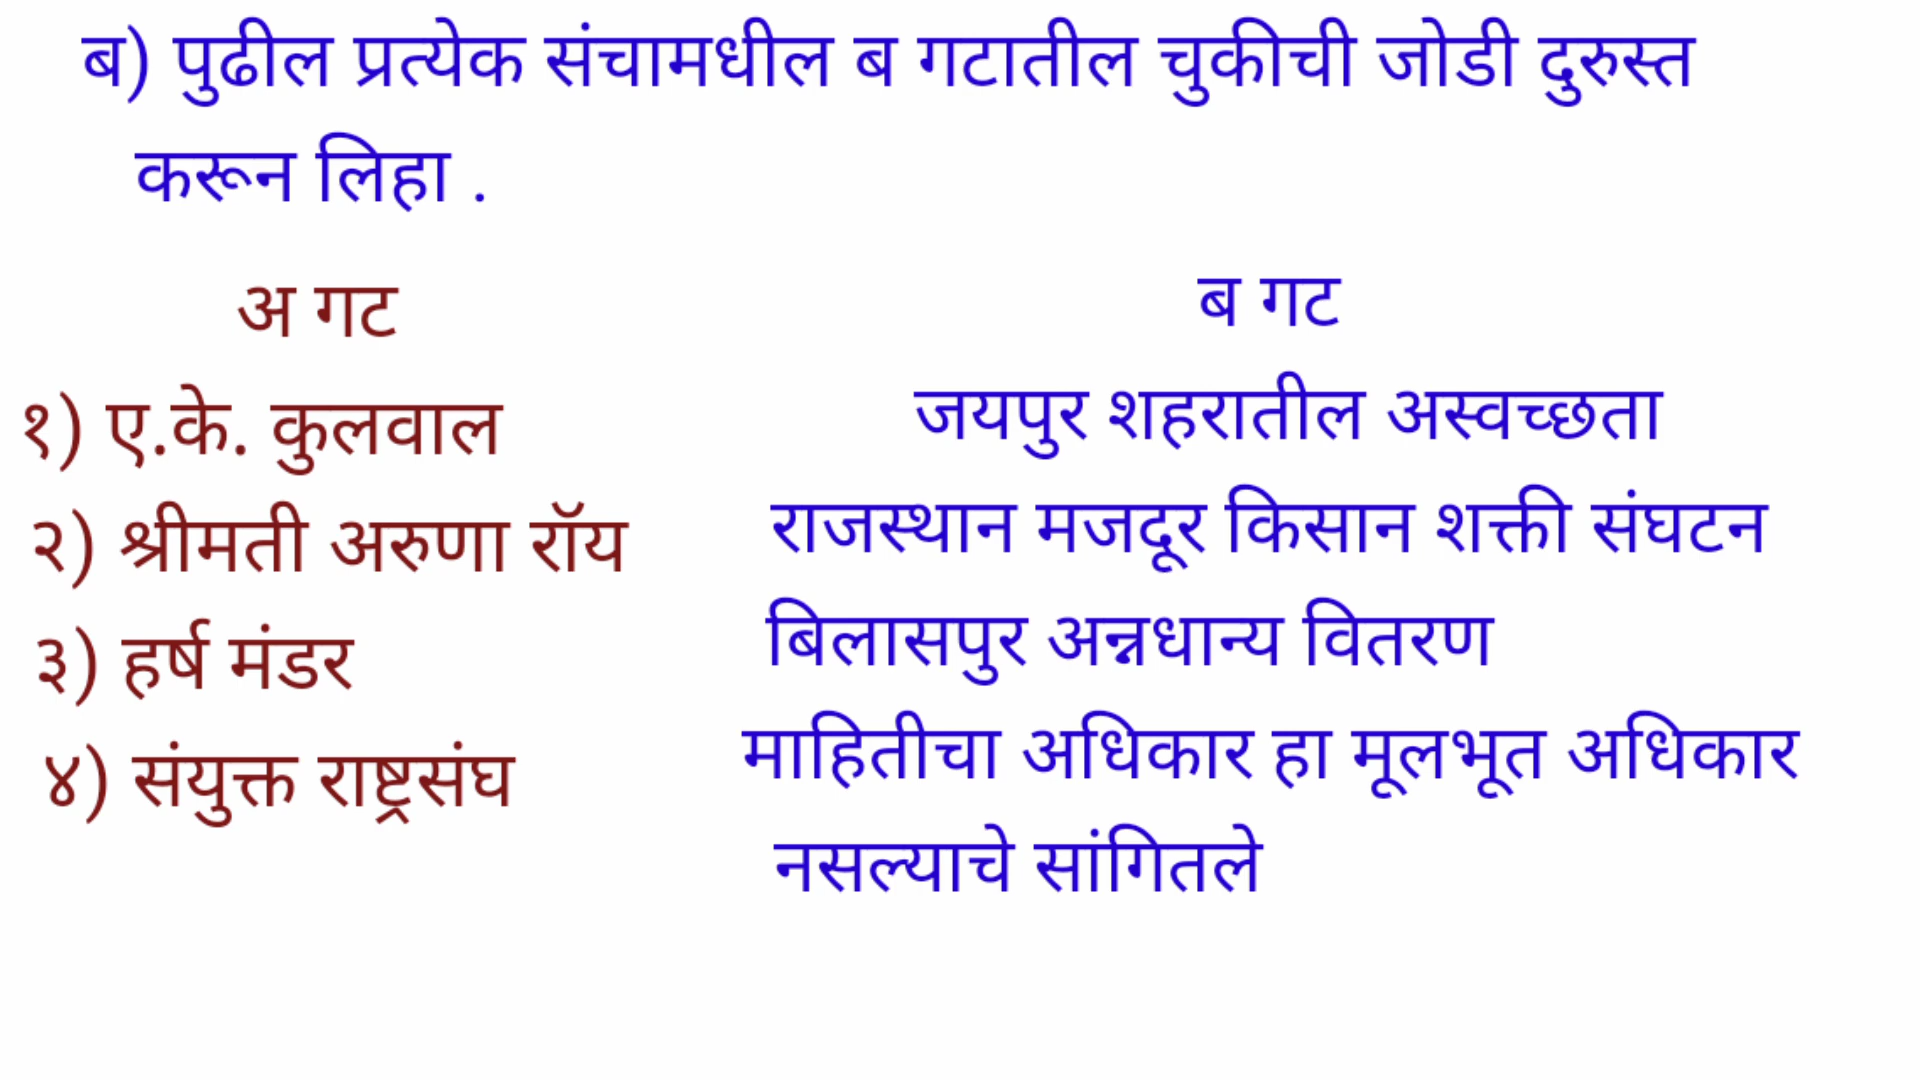 ब) पुढील प्रत्येक संचामधील ब गटातील चुकीची जोडी दुरुस्त
करून लिहा .
अ गट
ब गट
१) ए.के. कुलवाल
जयपुर शहरातील अस्वच्छता
२) श्रीमती अरुणा रॉय
राजस्थान मजदूर किसान शक्ती संघटन
३) हर्ष मंडर
बिलासपुर अन्नधान्य वितरण
४) संयुक्त राष्ट्रसंघ
माहितीचा अधिकार हा मूलभूत अधिकार
नसल्याचे सांगितले